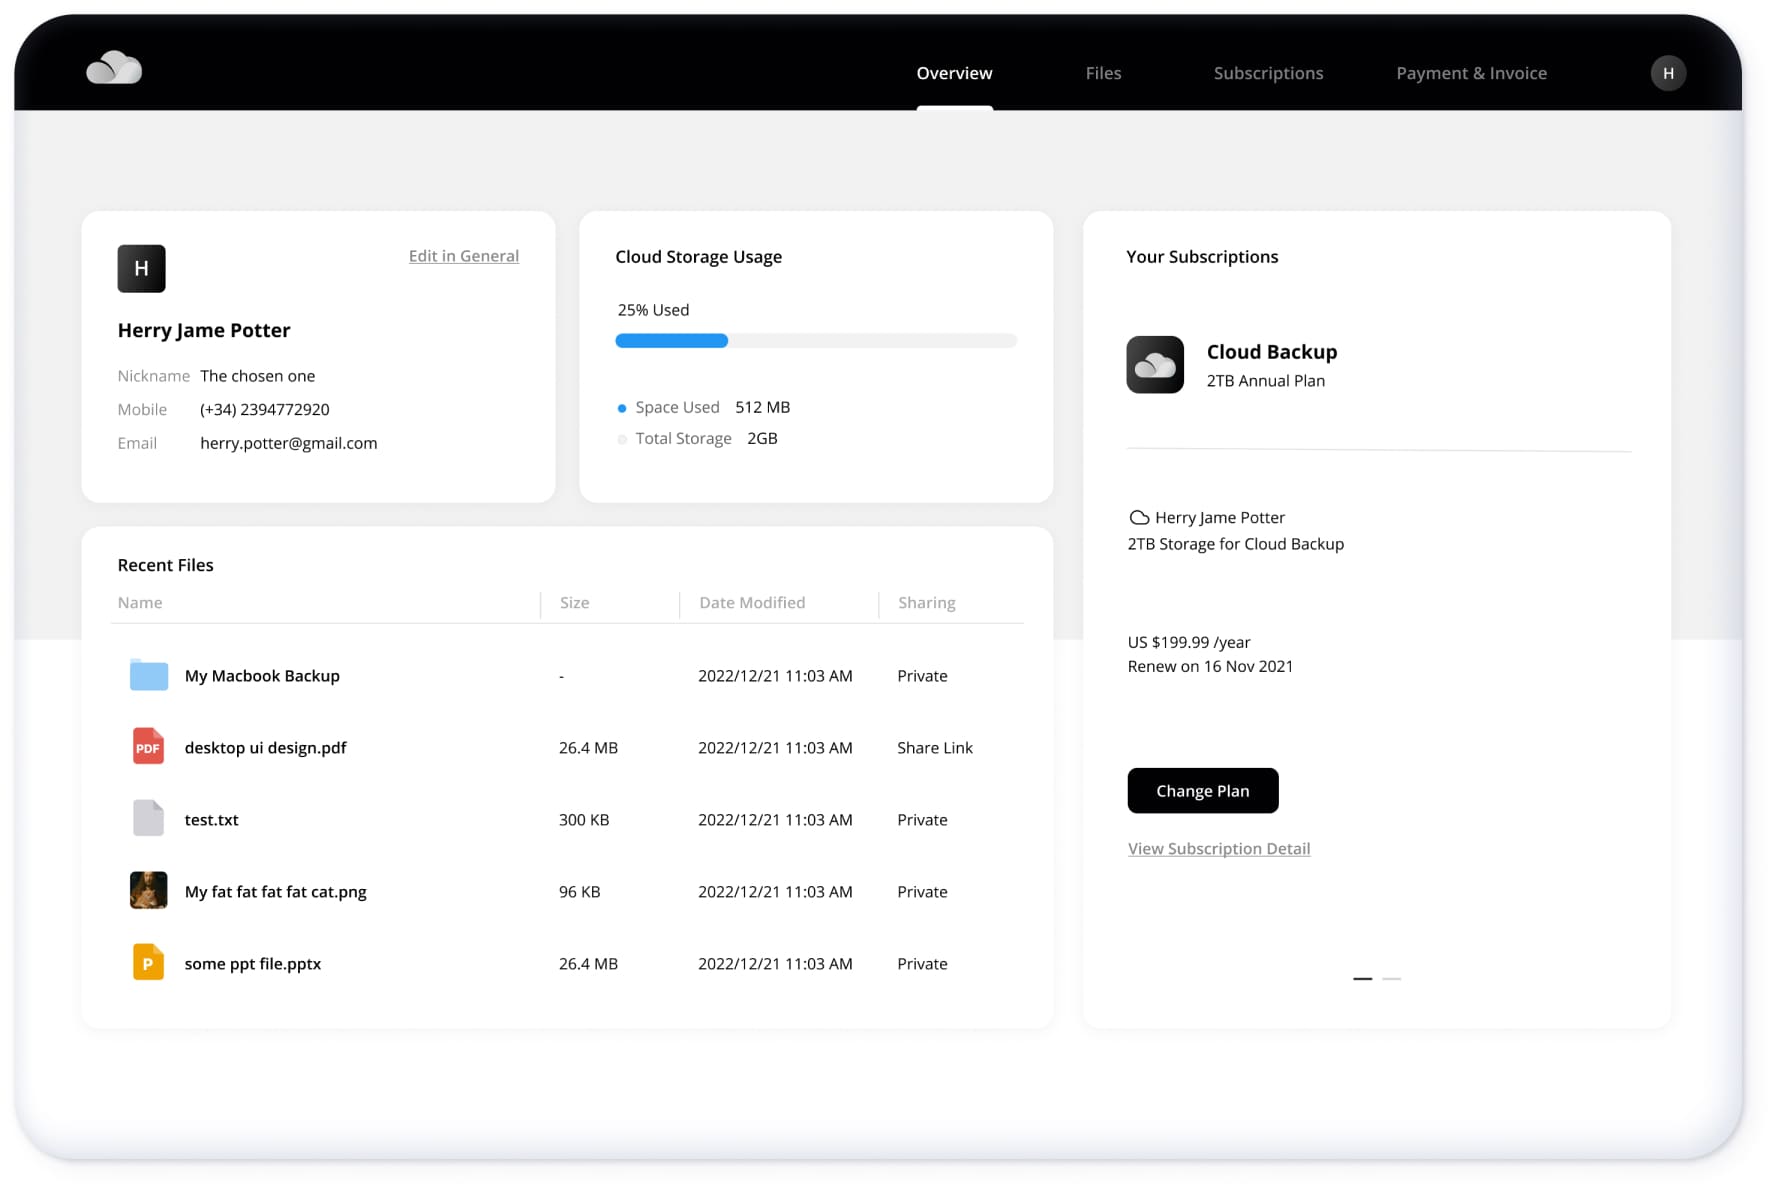 Overview Files Subscriptions Payment & Invoice H
H Edit in General
Herry Jame Potter
Nickname The chosen one
Mobile (+34) 2394772920
Email herry.potter@gmail.com
Cloud Storage Usage
25% Used
Space Used 512 MB
Total Storage 2GB
Your Subscriptions
Cloud Backup
2TB Annual Plan
Herry Jame Potter
2TB Storage for Cloud Backup
US $199.99 /year
Renew on 16 Nov 2021
Change Plan
View Subscription Detail
Recent Files
Name Size Date Modified Sharing
My Macbook Backup - 2022/12/21 11:03 AM Private
PDF desktop ui design.pdf 26.4 MB 2022/12/21 11:03 AM Share Link
test.txt 300 KB 2022/12/21 11:03 AM Private
My fat fat fat fat cat.png 96 KB 2022/12/21 11:03 AM Private
P some ppt file.pptx 26.4 MB 2022/12/21 11:03 AM Private